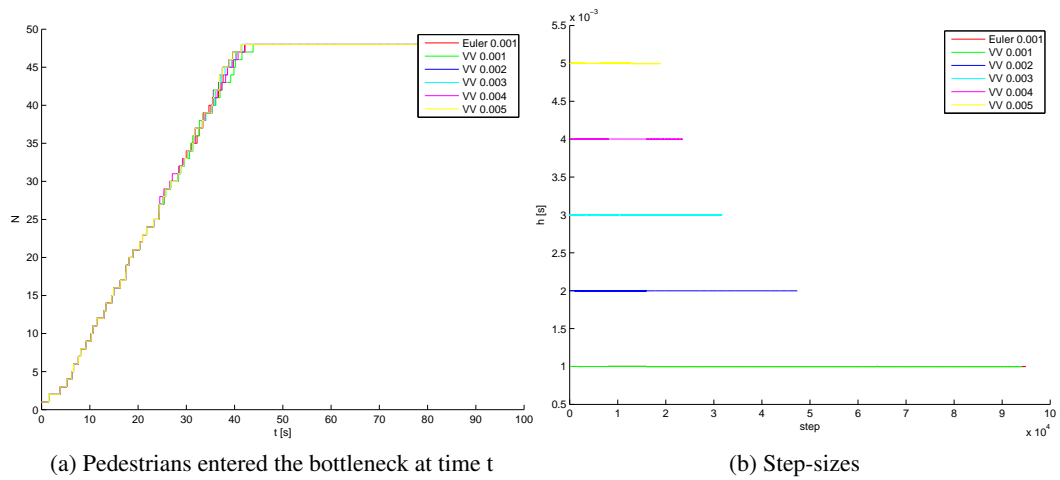 50
45
40
35
30
25
20
15
10
5
0
N
0 10 20 30 40 50 60 70 80 90 100
t [s]
Euler 0.001
VV 0.001
VV 0.002
VV 0.003
VV 0.004
VV 0.005
(a) Pedestrians entered the bottleneck at time t
x 10⁻³
5.5
5
4.5
4
3.5
3
2.5
2
1.5
1
0.5
h [s]
0 1 2 3 4 5 6 7 8 9 10
step
x 10⁴
Euler 0.001
VV 0.001
VV 0.002
VV 0.003
VV 0.004
VV 0.005
(b) Step-sizes